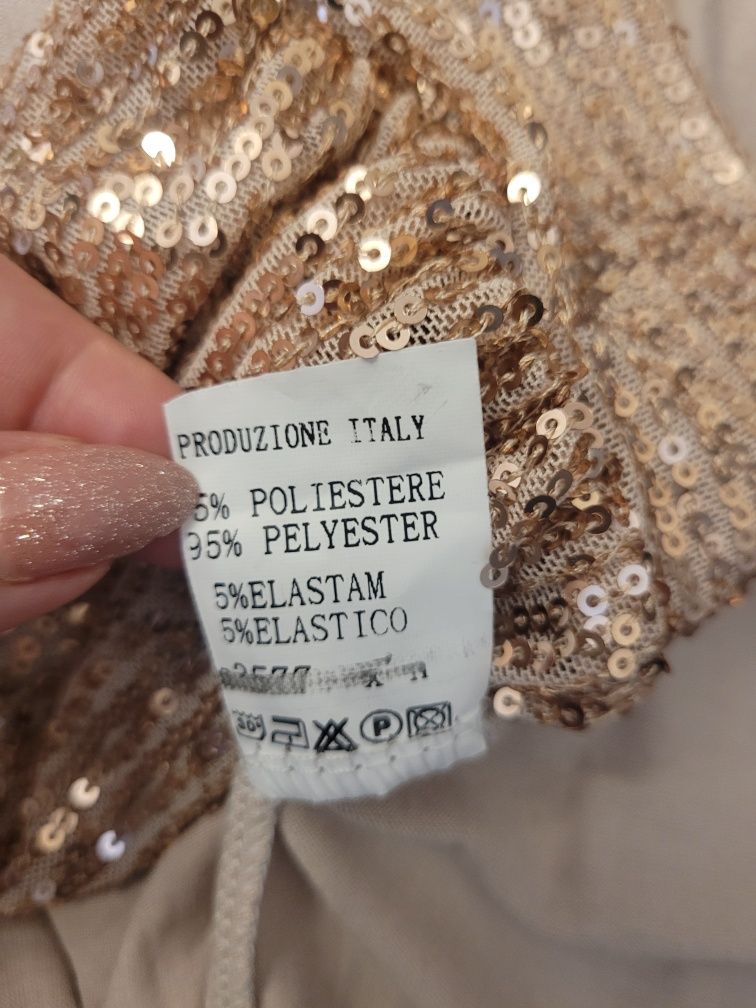 PRODUZIONE ITALY
5% POLIESTERE
95% PELYESTER
5%ELASTAM
5%ELASTICO
P